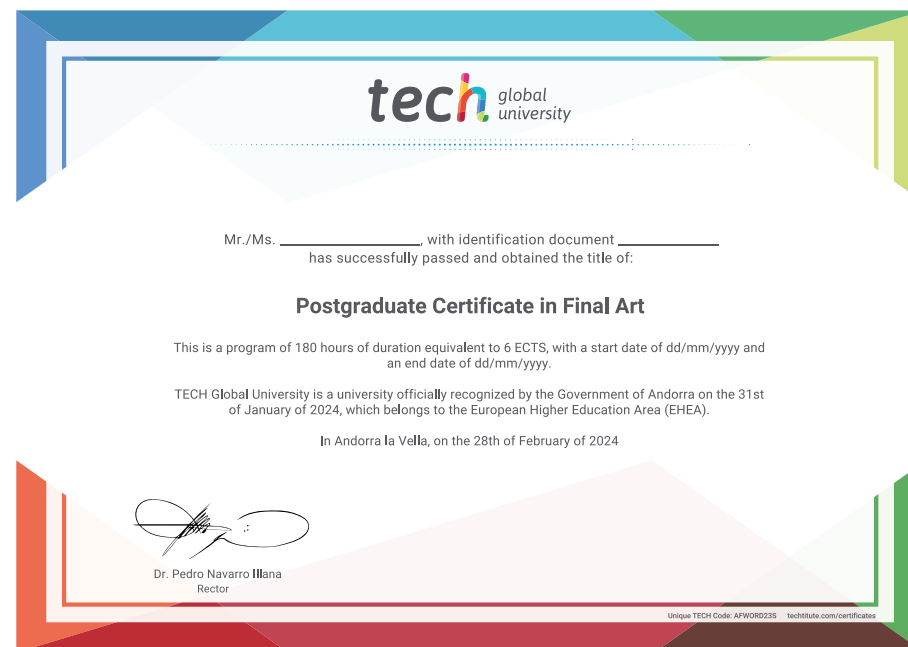 tech global
university
Mr./Ms. ____________________, with identification document ______________
has successfully passed and obtained the title of:
Postgraduate Certificate in Final Art
This is a program of 180 hours of duration equivalent to 6 ECTS, with a start date of dd/mm/yyyy and
an end date of dd/mm/yyyy.
TECH Global University is a university officially recognized by the Government of Andorra on the 31st
of January of 2024, which belongs to the European Higher Education Area (EHEA).
In Andorra la Vella, on the 28th of February of 2024
Dr. Pedro Navarro Illana
Rector
Unique TECH Code: AFWORD23S techtitute.com/certificates